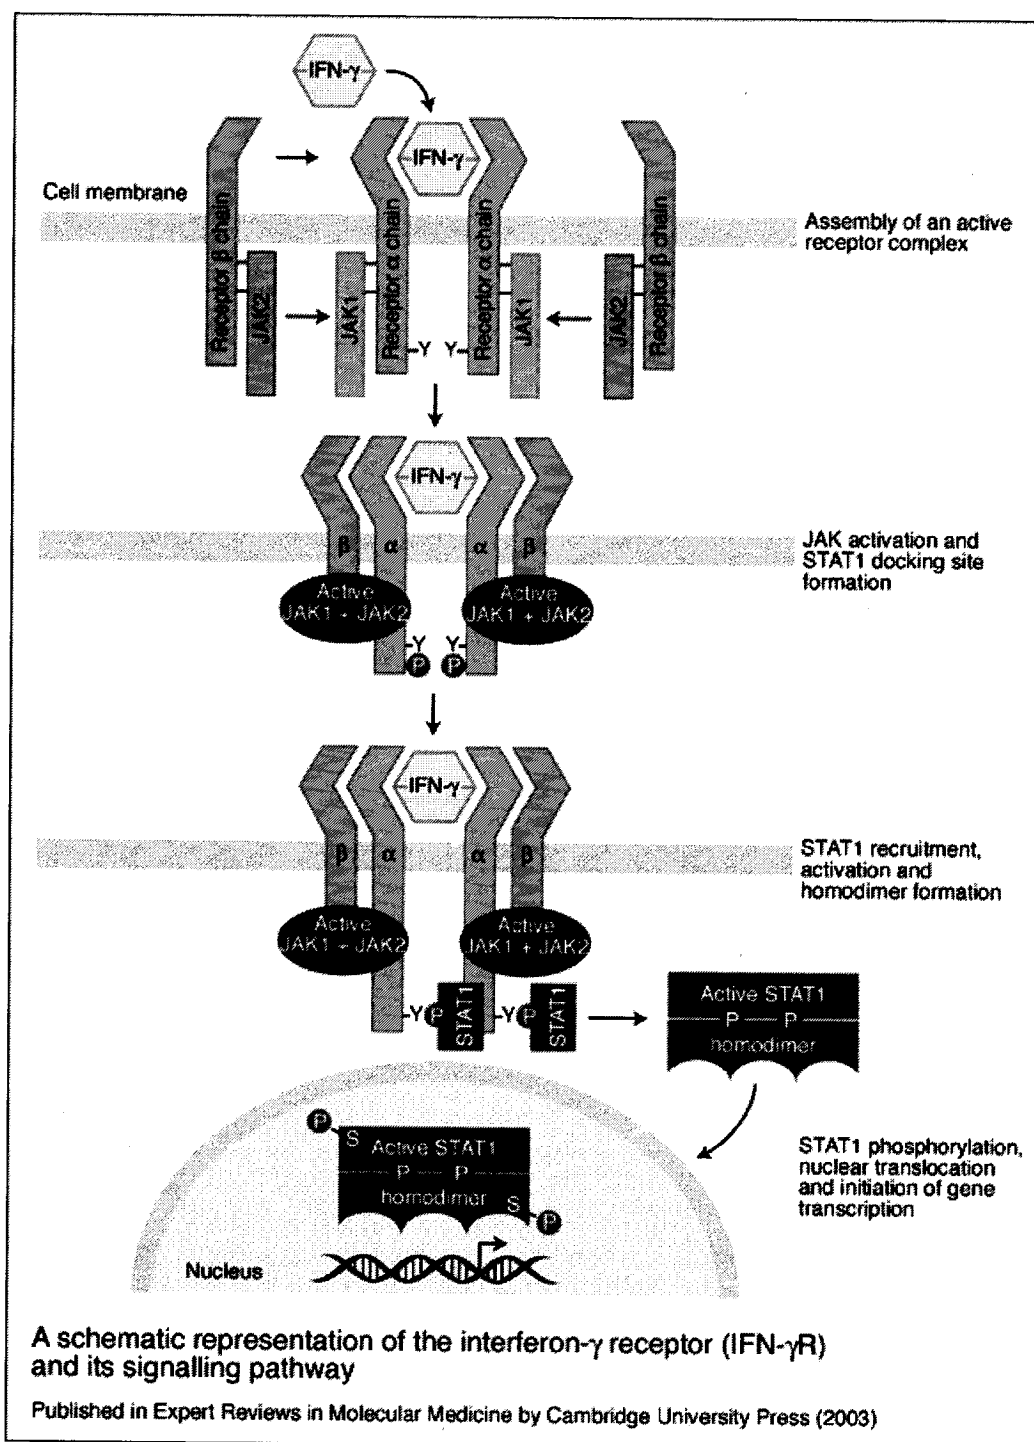 IFN-γ
IFN-γ
Cell membrane
Receptor β chain
JAK2
JAK1
Receptor α chain
Y
Y
Receptor α chain
JAK1
JAK2
Receptor β chain
Assembly of an active
receptor complex
IFN-γ
β
α
α
β
Active
JAK1 + JAK2
Active
JAK1 + JAK2
Y
P
Y
P
JAK activation and
STAT1 docking site
formation
IFN-γ
β
α
α
β
STAT1 recruitment,
activation and
homodimer formation
Active
JAK1 + JAK2
Active
JAK1 + JAK2
Y
P
STAT1
Y
P
STAT1
Active STAT1
P P
homodimer
P
S
Active STAT1
P P
homodimer
S
P
STAT1 phosphorylation,
nuclear translocation
and initiation of gene
transcription
Nucleus
A schematic representation of the interferon-γ receptor (IFN-γR)
and its signalling pathway
Published in Expert Reviews in Molecular Medicine by Cambridge University Press (2003)